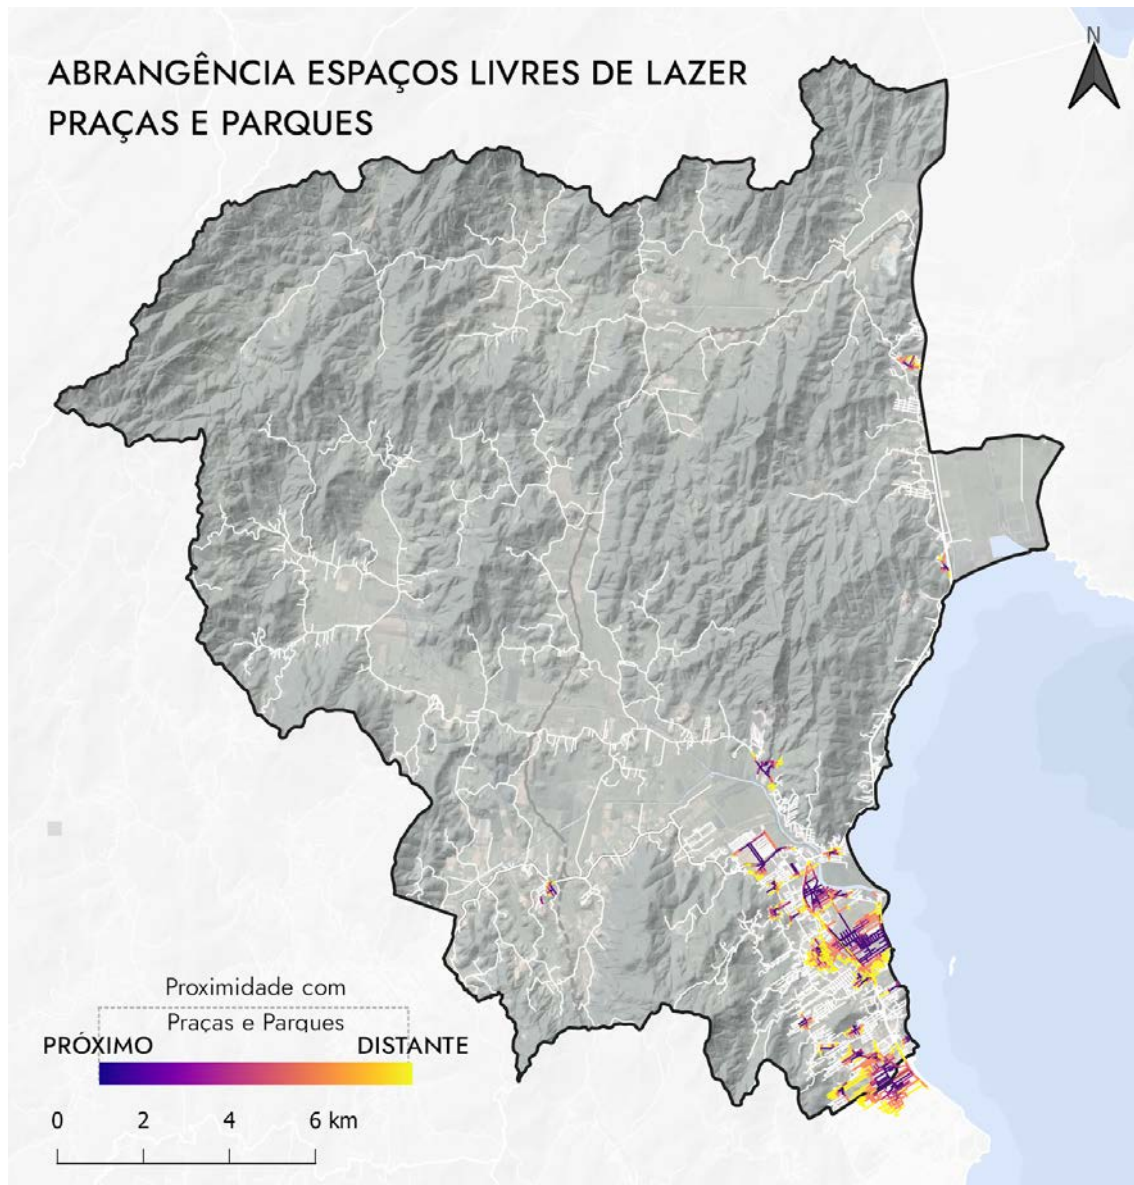 N
ABRANGÊNCIA ESPAÇOS LIVRES DE LAZER
PRAÇAS E PARQUES
Proximidade com
Praças e Parques
PRÓXIMO DISTANTE
0 2 4 6 km